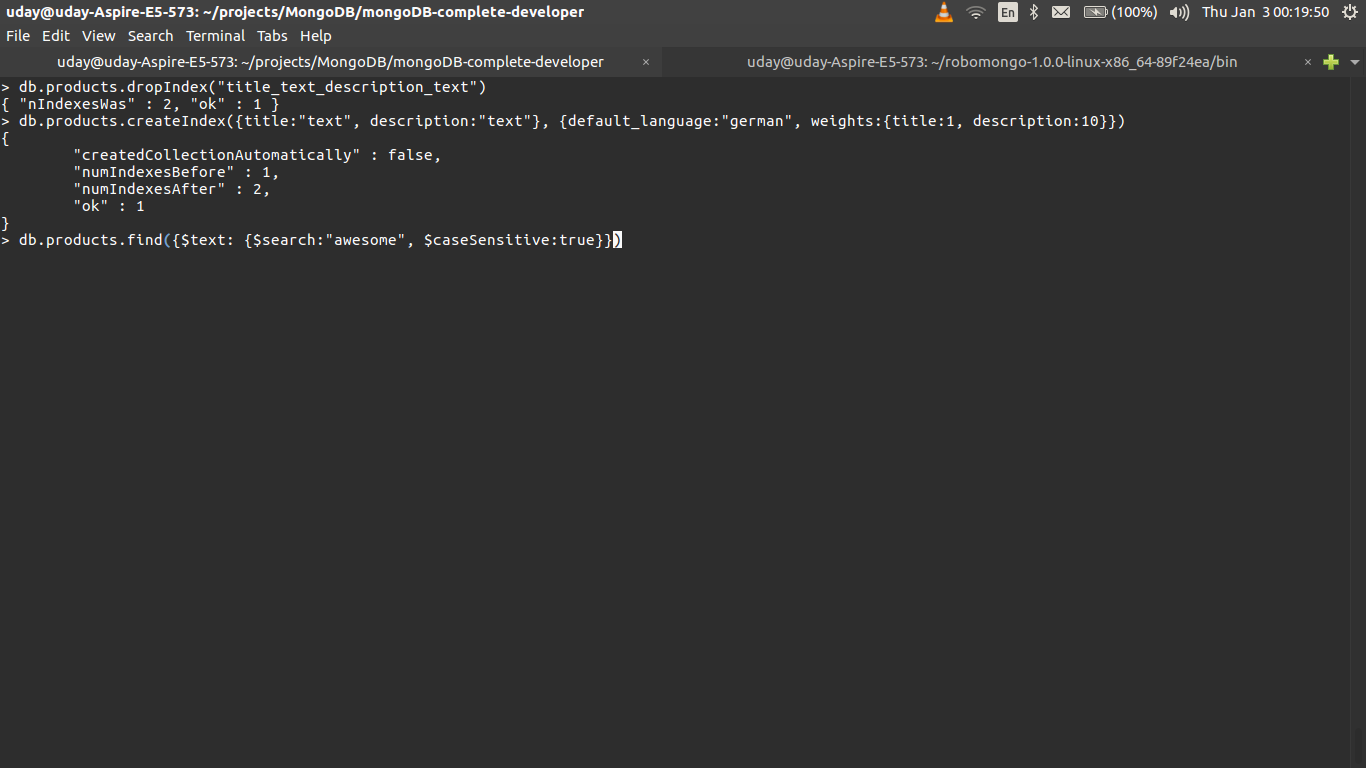 uday@uday-Aspire-E5-573: ~/projects/MongoDB/mongoDB-complete-developer
En
(100%)
Thu Jan 3 00:19:50
File Edit View Search Terminal Tabs Help
uday@uday-Aspire-E5-573: ~/projects/MongoDB/mongoDB-complete-developer ×
uday@uday-Aspire-E5-573: ~/robomongo-1.0.0-linux-x86_64-89f24ea/bin ×
> db.products.dropIndex("title_text_description_text")
{ "nIndexesWas" : 2, "ok" : 1 }
> db.products.createIndex({title:"text", description:"text"}, {default_language:"german", weights:{title:1, description:10}})
{
        "createdCollectionAutomatically" : false,
        "numIndexesBefore" : 1,
        "numIndexesAfter" : 2,
        "ok" : 1
}
> db.products.find({$text: {$search:"awesome", $caseSensitive:true}})